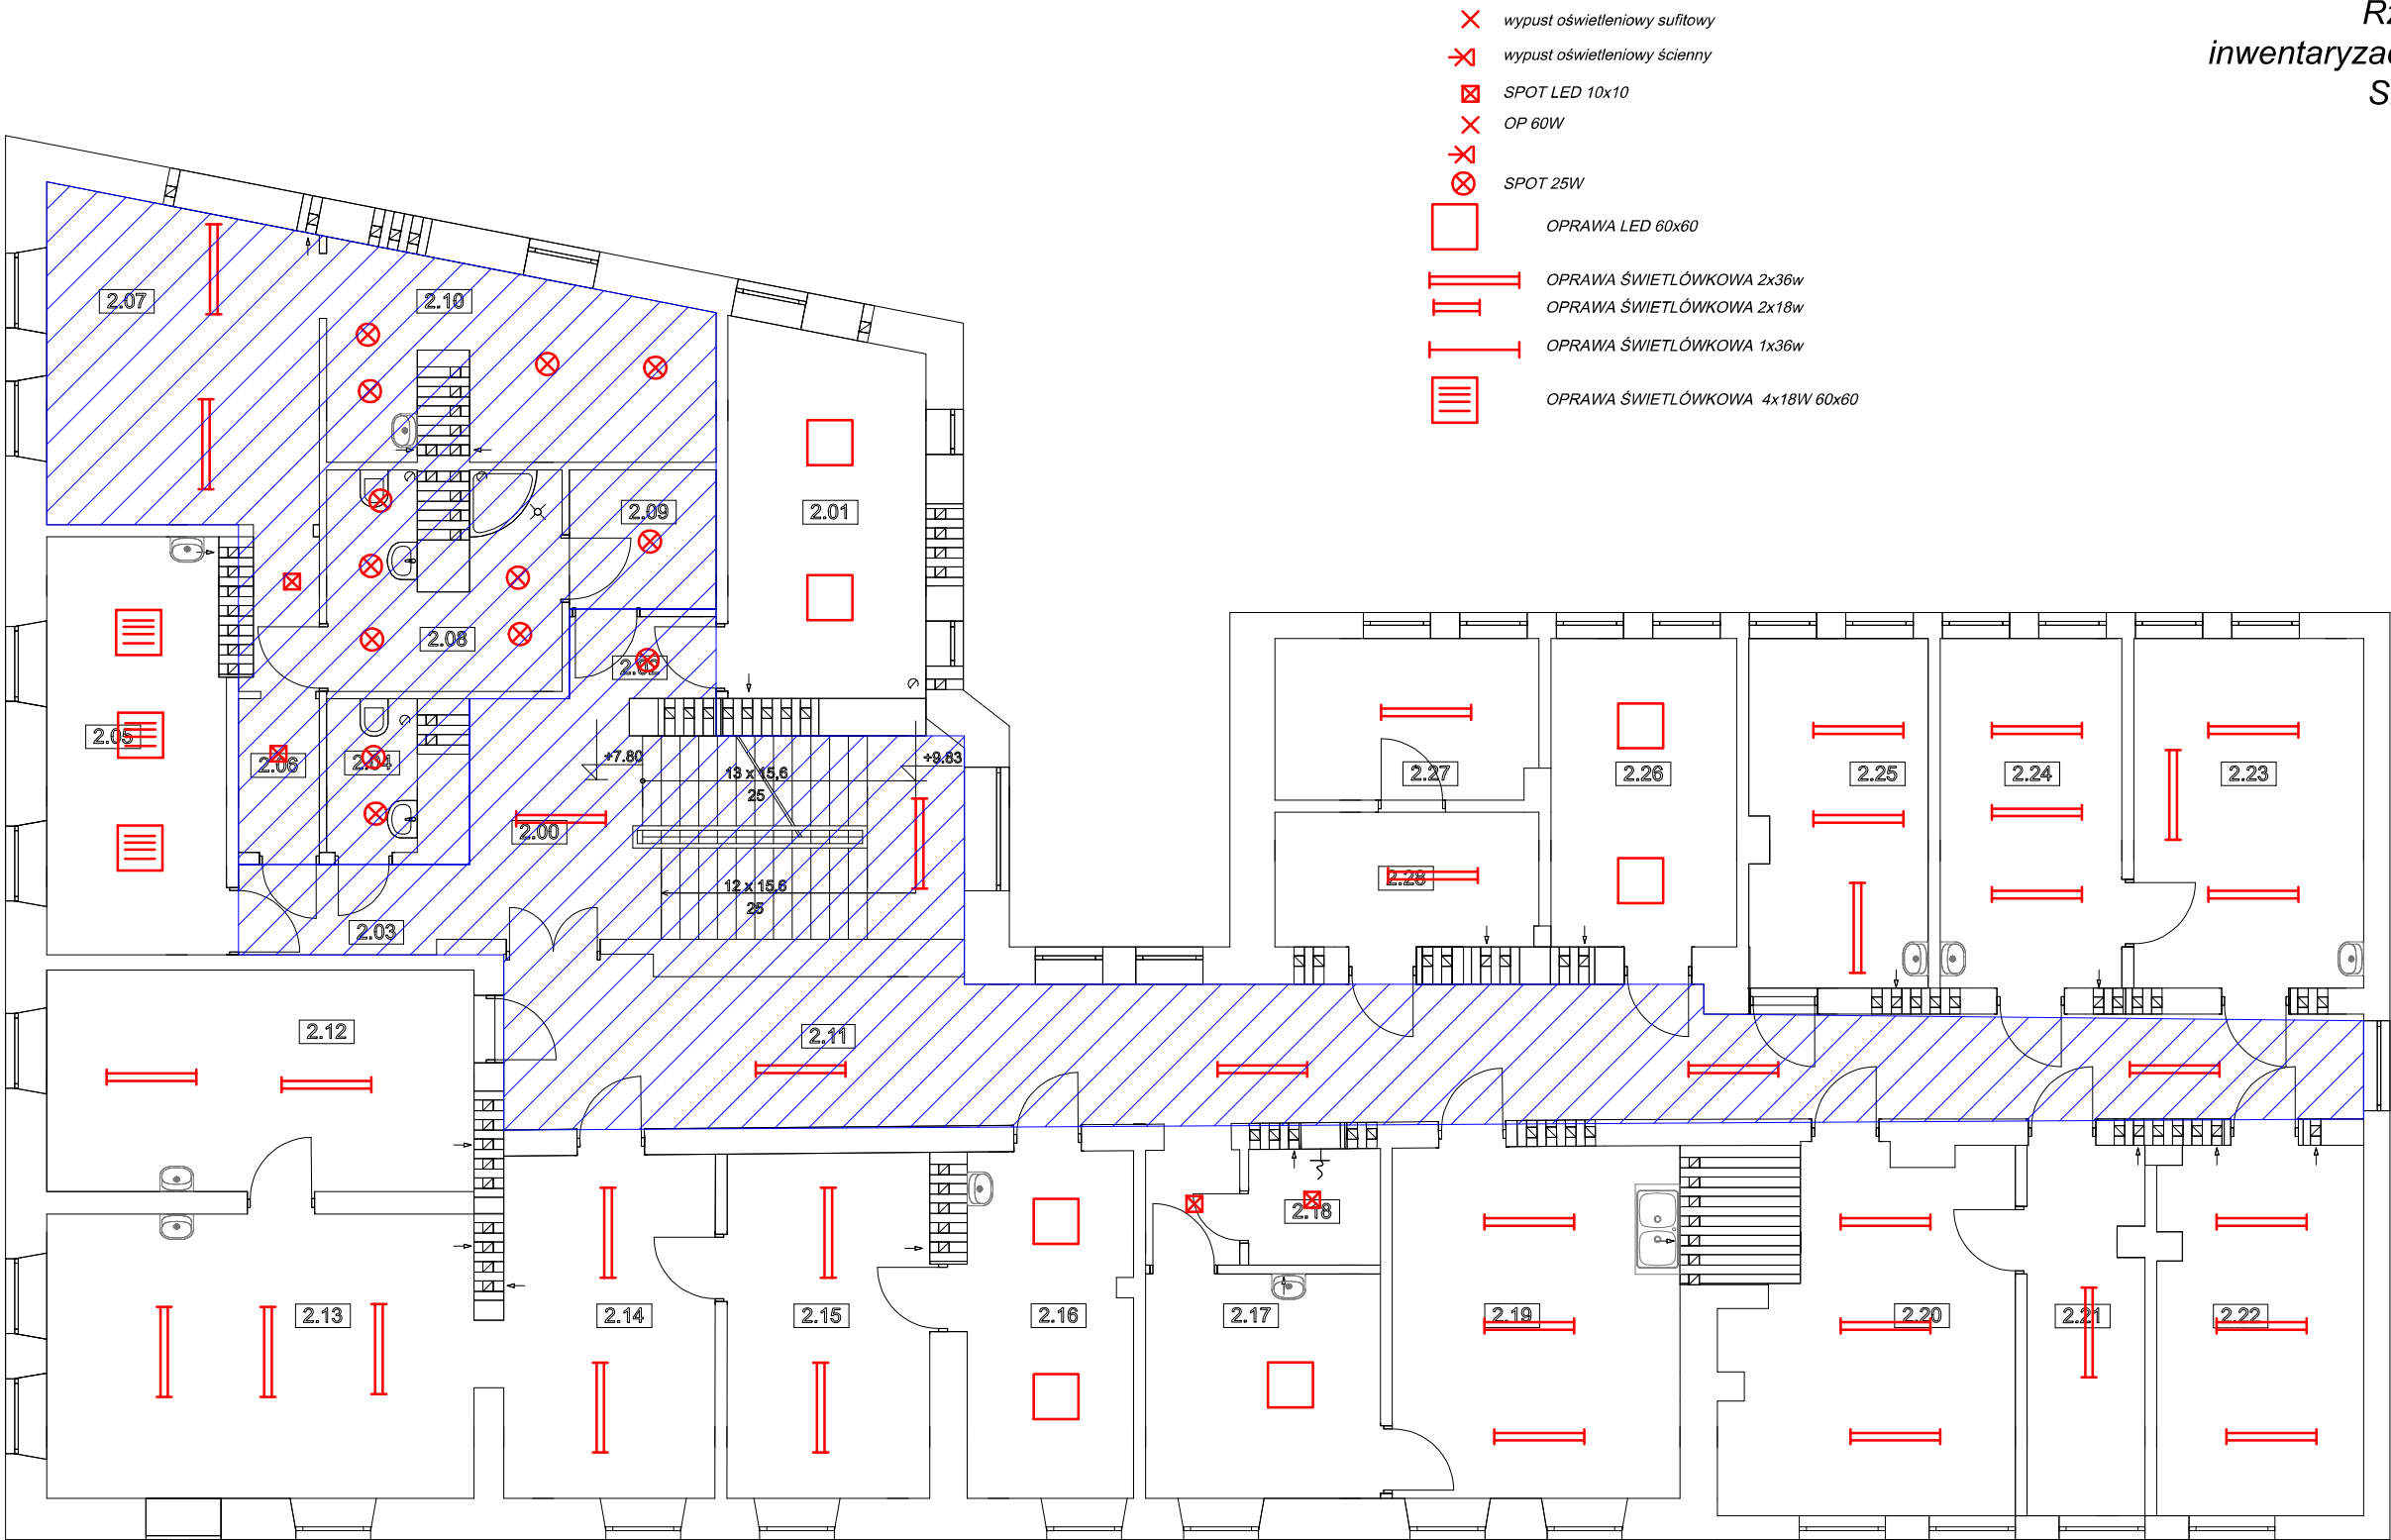 wypust oświetleniowy sufitowy
wypust oświetleniowy ścienny
SPOT LED 10x10
OP 60W
SPOT 25W
OPRAWA LED 60x60
OPRAWA ŚWIETLÓWKOWA 2x36w
OPRAWA ŚWIETLÓWKOWA 2x18w
OPRAWA ŚWIETLÓWKOWA 1x36w
OPRAWA ŚWIETLÓWKOWA 4x18W 60x60
2.07
2.10
2.09
2.01
2.08
2.02
2.05
2.06
2.04
+7.80
13 x 15,6
25
+9.83
2.00
12 x 15,6
25
2.03
2.27
2.26
2.25
2.24
2.23
2.28
2.12
2.11
2.18
2.13
2.14
2.15
2.16
2.17
2.19
2.20
2.21
2.22